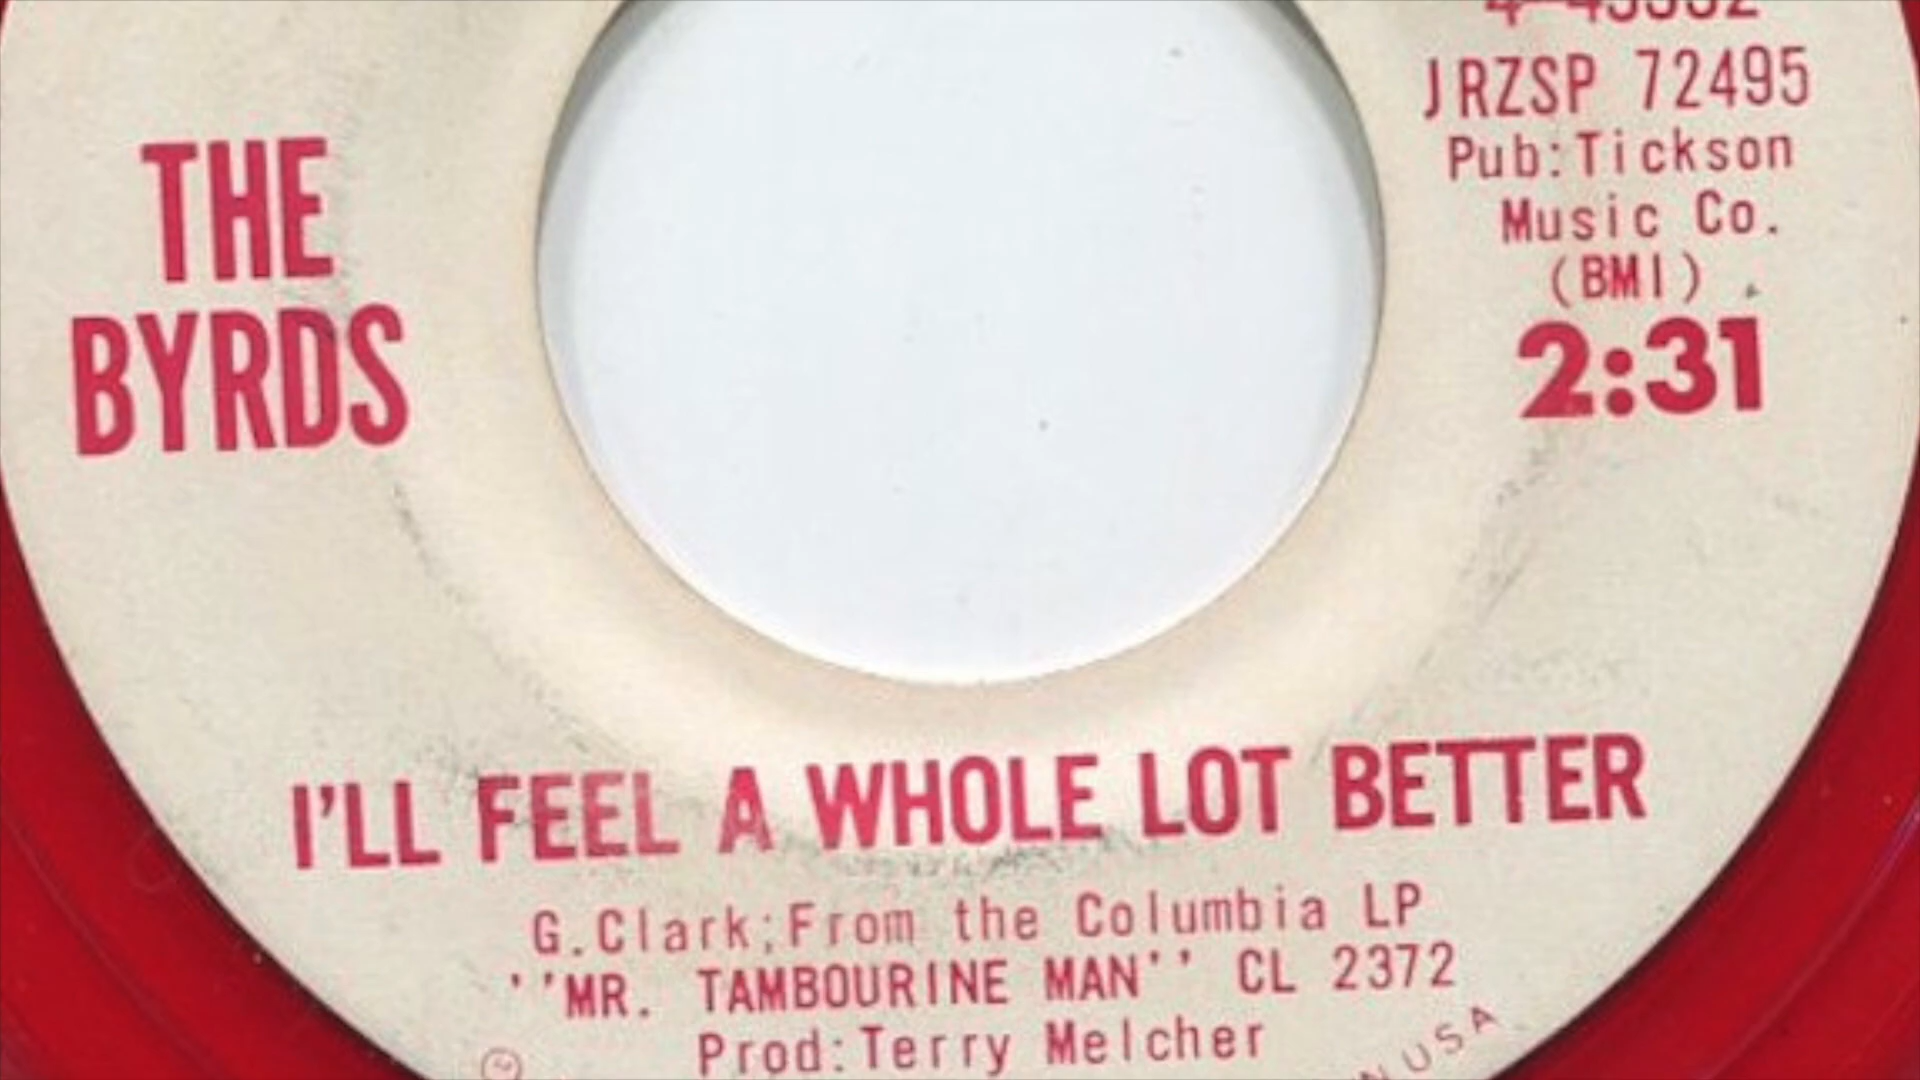 THE
BYRDS
JRZSP 72495
Pub:Tickson
Music Co.
(BMI)
2:31
I'LL FEEL A WHOLE LOT BETTER
G.Clark;From the Columbia LP
''MR. TAMBOURINE MAN'' CL 2372
Prod:Terry Melcher
USA